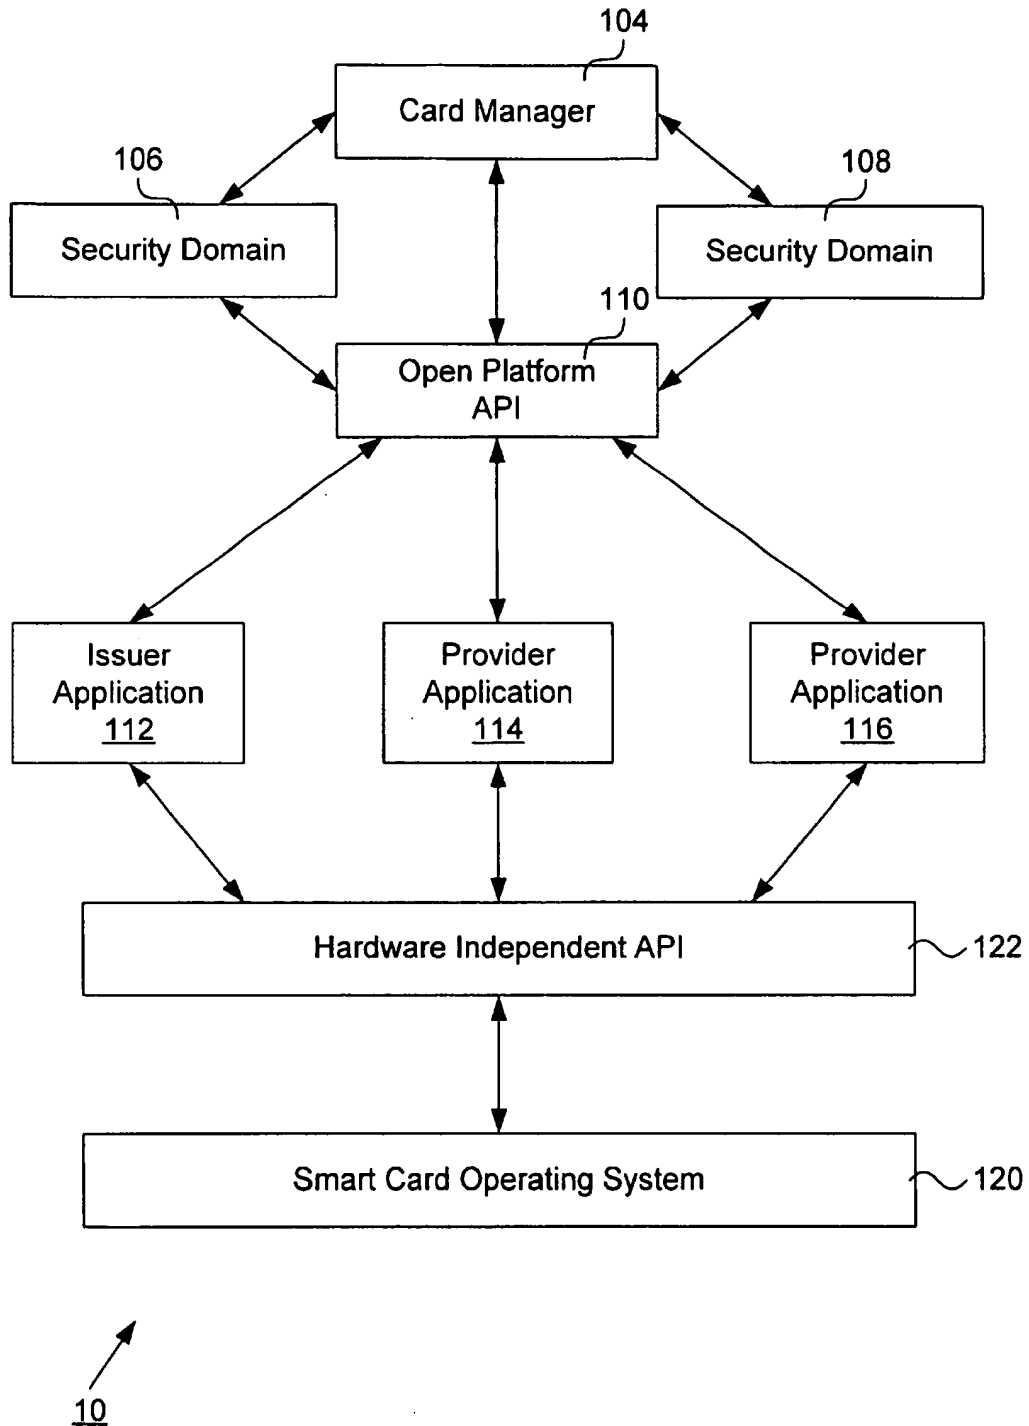 104
Card Manager
106
108
Security Domain
Security Domain
110
Open Platform
API
Issuer
Application
112
Provider
Application
114
Provider
Application
116
Hardware Independent API
122
Smart Card Operating System
120
10